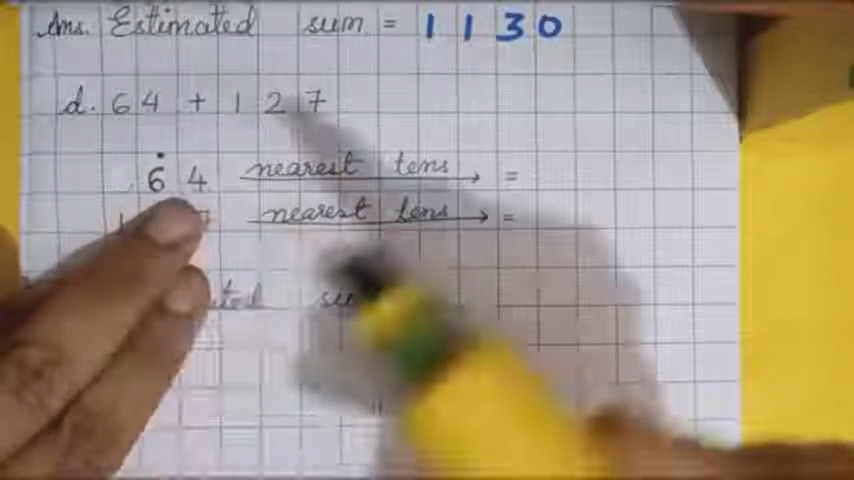 Ans. Estimated sum = 1130
d. 64 + 127
64 nearest tens → =
nearest tens → =